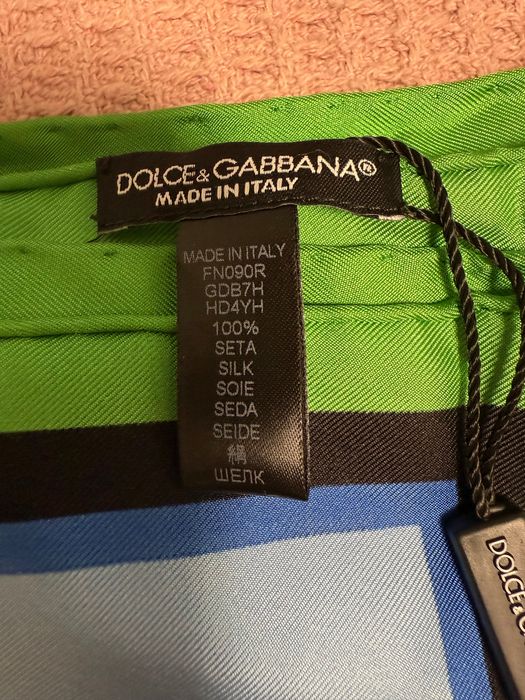 DOLCE & GABBANA®
MADE IN ITALY
MADE IN ITALY
FN090R
GDB7H
HD4YH
100%
SETA
SILK
SOIE
SEDA
SEIDE
絹
ШЕЛК
DOLCE&G